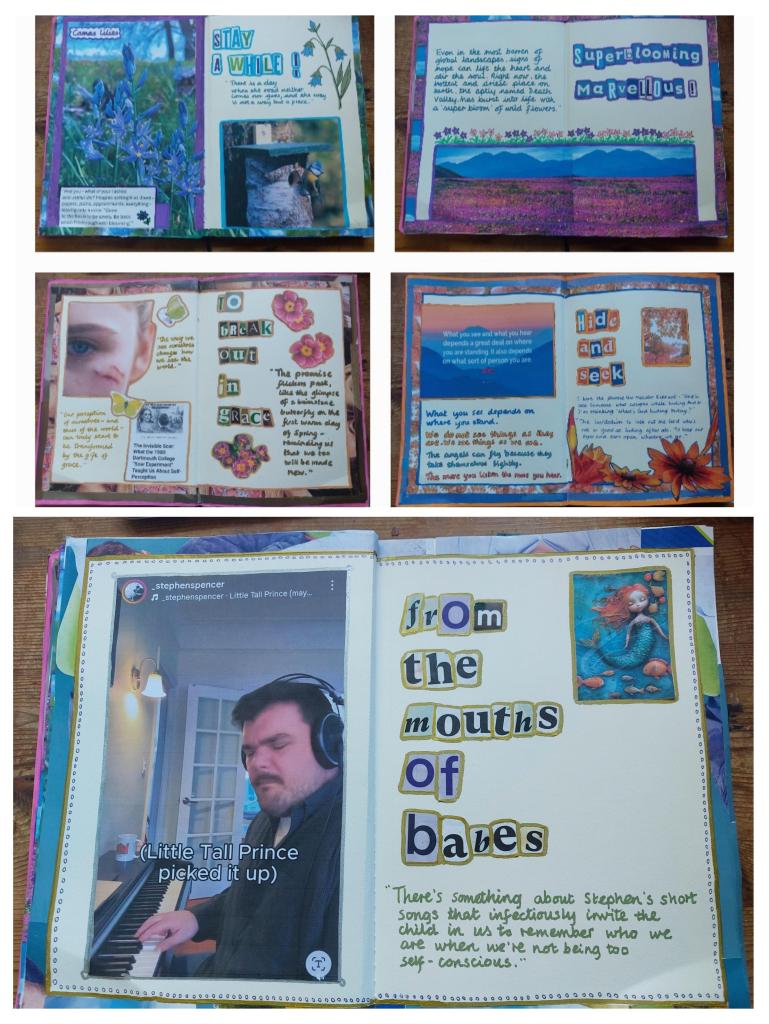 Camas Lilies
STAY
A WHILE !
"There is a day
when the road neither
comes nor goes, and the way
is not a way but a place."
Even in the most barren of
global landscapes, signs of
hope can lift the heart and
stir the soul. Right now, the
hottest and driest place on
earth, the aptly named Death
Valley, has burst into life with
a 'super bloom' of wild flowers."
Superblooming
Marvellous!
"The way we
see ourselves
changes how
we see the
world."
"Our perception
of ourselves - and
thus of the world -
can truly start to
be transformed
by the gift of
grace."
The Invisible Scar:
What the 1980
Dartmouth College
"Scar Experiment"
Taught Us About Self-
Perception
TO
bREAK
out
in
gRACE
"The promise
flickers past,
like the glimpse
of a brimstone
butterfly on the
first warm day
of Spring -
reminding us
that we too
will be made
new."
What you see and what you hear
depends a great deal on where
you are standing. It also depends
on what sort of person you are.
What you see depends on
where you stand.
We do not see things as they
are. We see things as we are.
The angels can fly because they
take themselves lightly.
The more you listen the more you hear.
Hide
and
seek
_stephenspencer
_stephenspencer · Little Tall Prince (may...
(Little Tall Prince
picked it up)
from
the
mouths
of
babes
"There's something about Stephen's short
songs that infectiously invite the
child in us to remember who we
are when we're not being too
self-conscious."